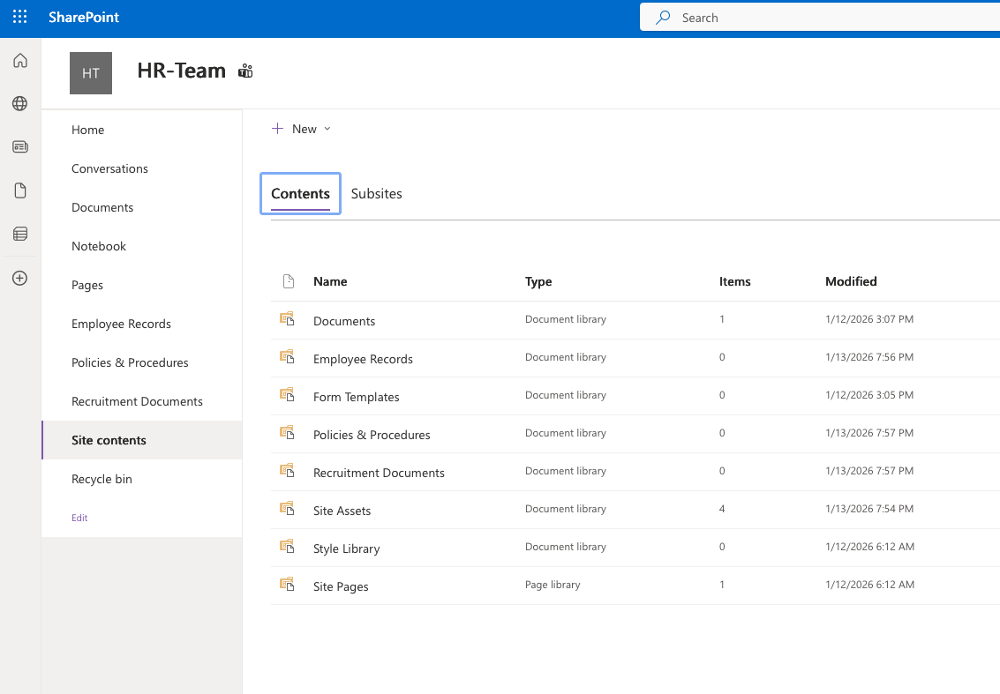 SharePoint
Search
HT
HR-Team
Home
Conversations
Documents
Notebook
Pages
Employee Records
Policies & Procedures
Recruitment Documents
Site contents
Recycle bin
Edit
New
Contents Subsites
Name Type Items Modified
Documents Document library 1 1/12/2026 3:07 PM
Employee Records Document library 0 1/13/2026 7:56 PM
Form Templates Document library 0 1/12/2026 3:05 PM
Policies & Procedures Document library 0 1/13/2026 7:57 PM
Recruitment Documents Document library 0 1/13/2026 7:57 PM
Site Assets Document library 4 1/13/2026 7:54 PM
Style Library Document library 0 1/12/2026 6:12 AM
Site Pages Page library 1 1/12/2026 6:12 AM